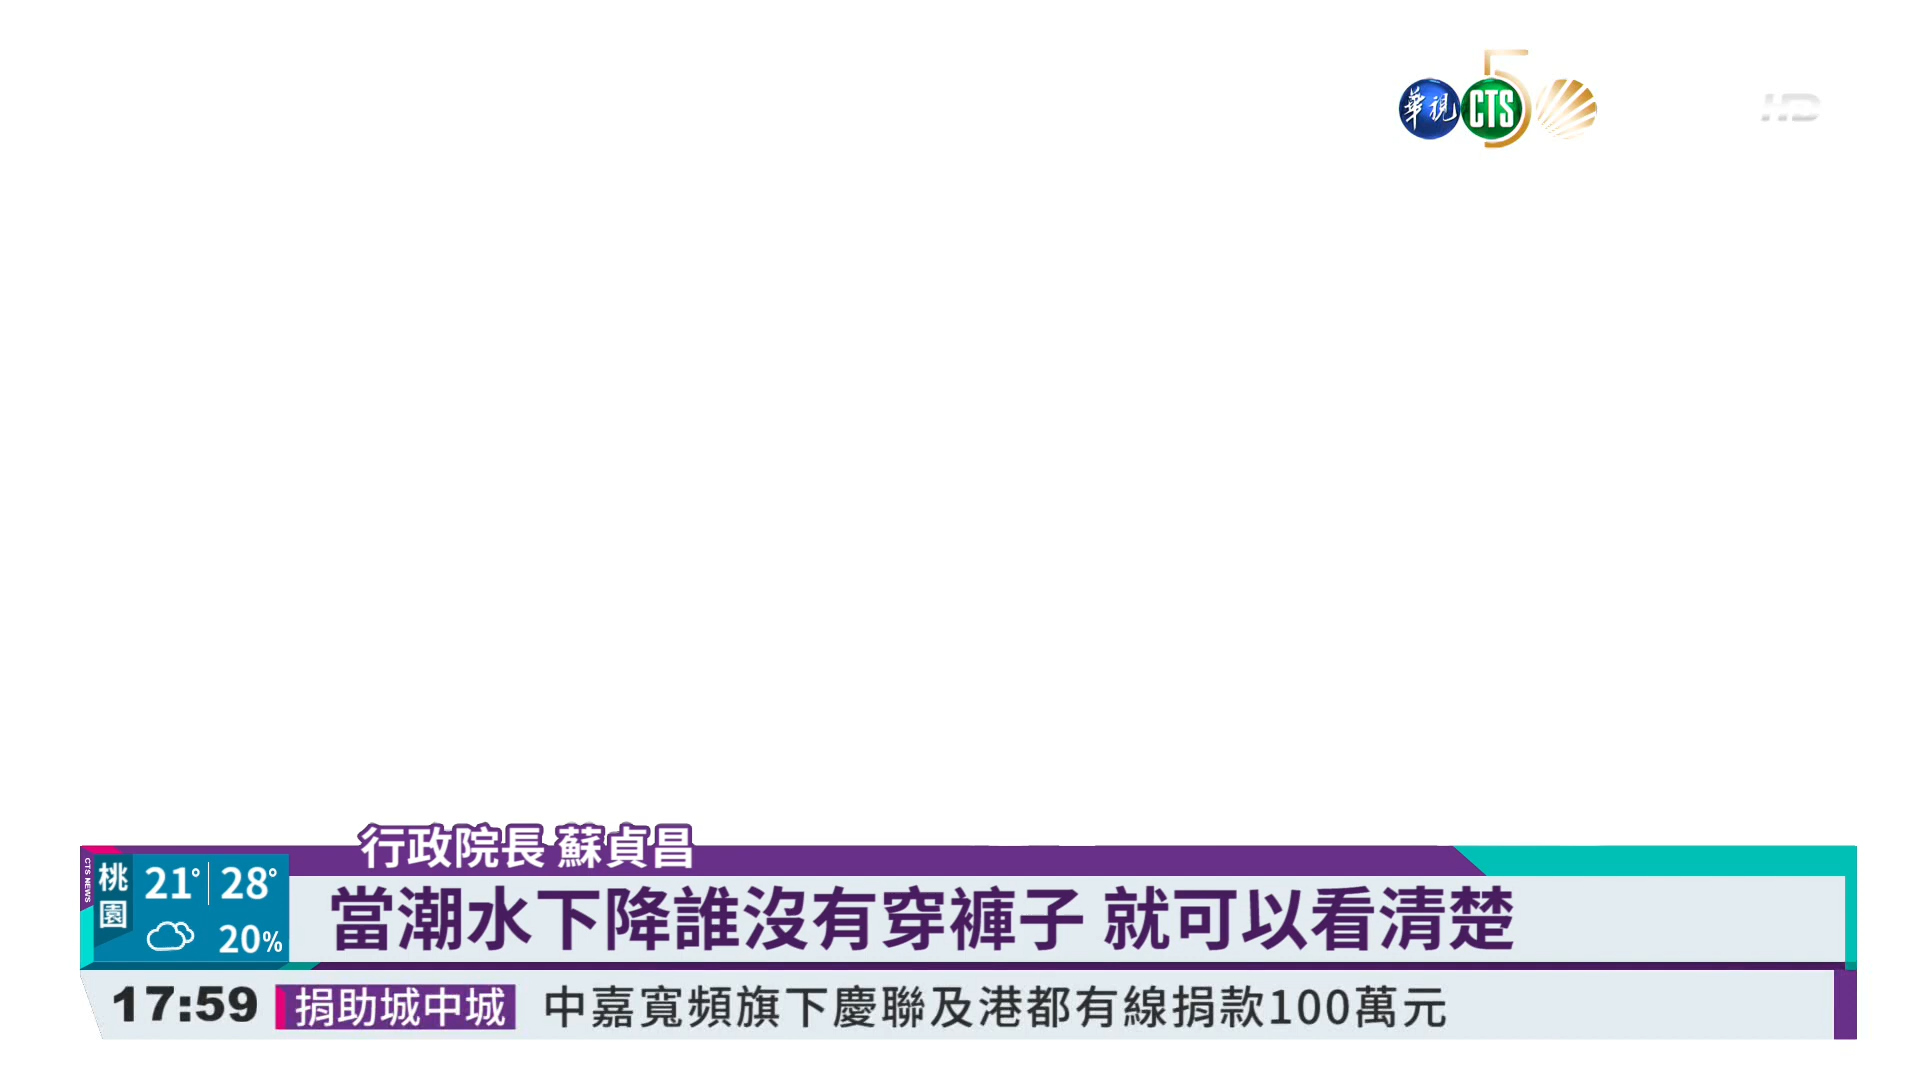 華視 CTS 5
HD
行政院長 蘇貞昌
CTS NEWS
桃園
21° 28°
20%
當潮水下降誰沒有穿褲子 就可以看清楚
17:59 捐助城中城 中嘉寬頻旗下慶聯及港都有線捐款100萬元